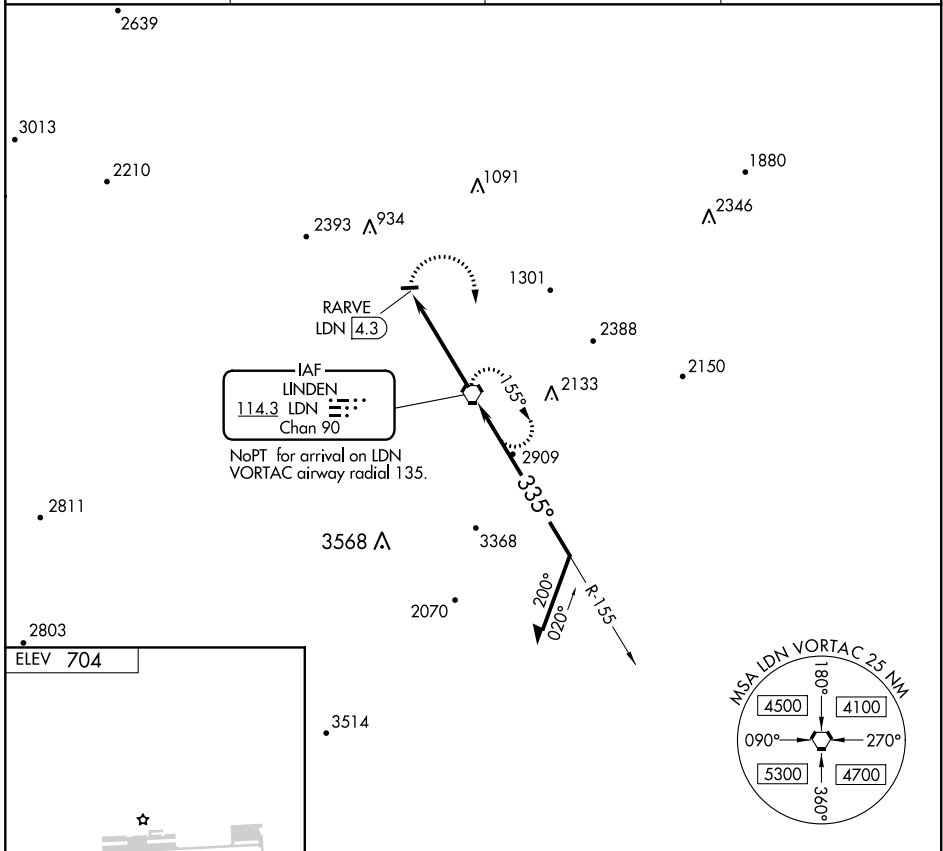 2639
3013
2210
1091
1880
934
2393
2346
1301
RARVE
LDN 4.3
2388
2150
IAF
LINDEN
114.3 LDN
Chan 90
155°
2133
NoPT for arrival on LDN
VORTAC airway radial 135.
2909
335°
2811
3568
3368
200°
020°
R-155
2070
2803
ELEV 704
3514
MSA LDN VORTAC 25 NM
180°
4500 4100
090° 270°
5300 4700
360°